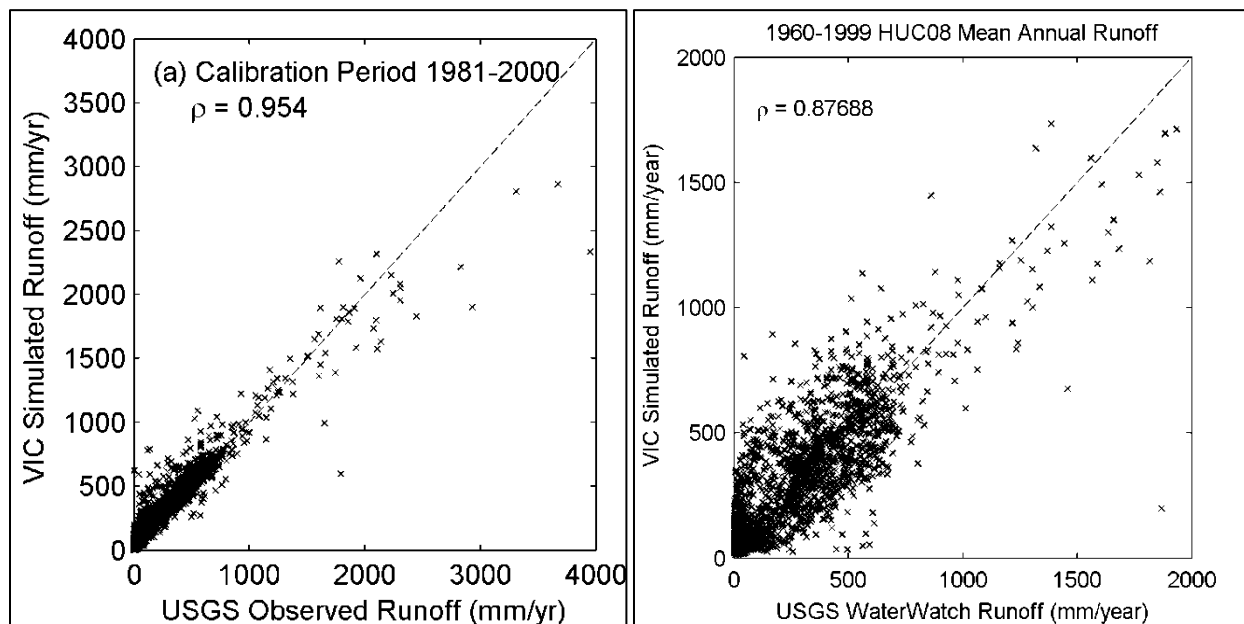 (a) Calibration Period 1981-2000
ρ = 0.954
VIC Simulated Runoff (mm/yr)
4000
3500
3000
2500
2000
1500
1000
500
0
0 1000 2000 3000 4000
USGS Observed Runoff (mm/yr)
1960-1999 HUC08 Mean Annual Runoff
ρ = 0.87688
VIC Simulated Runoff (mm/year)
2000
1500
1000
500
0
0 500 1000 1500 2000
USGS WaterWatch Runoff (mm/year)